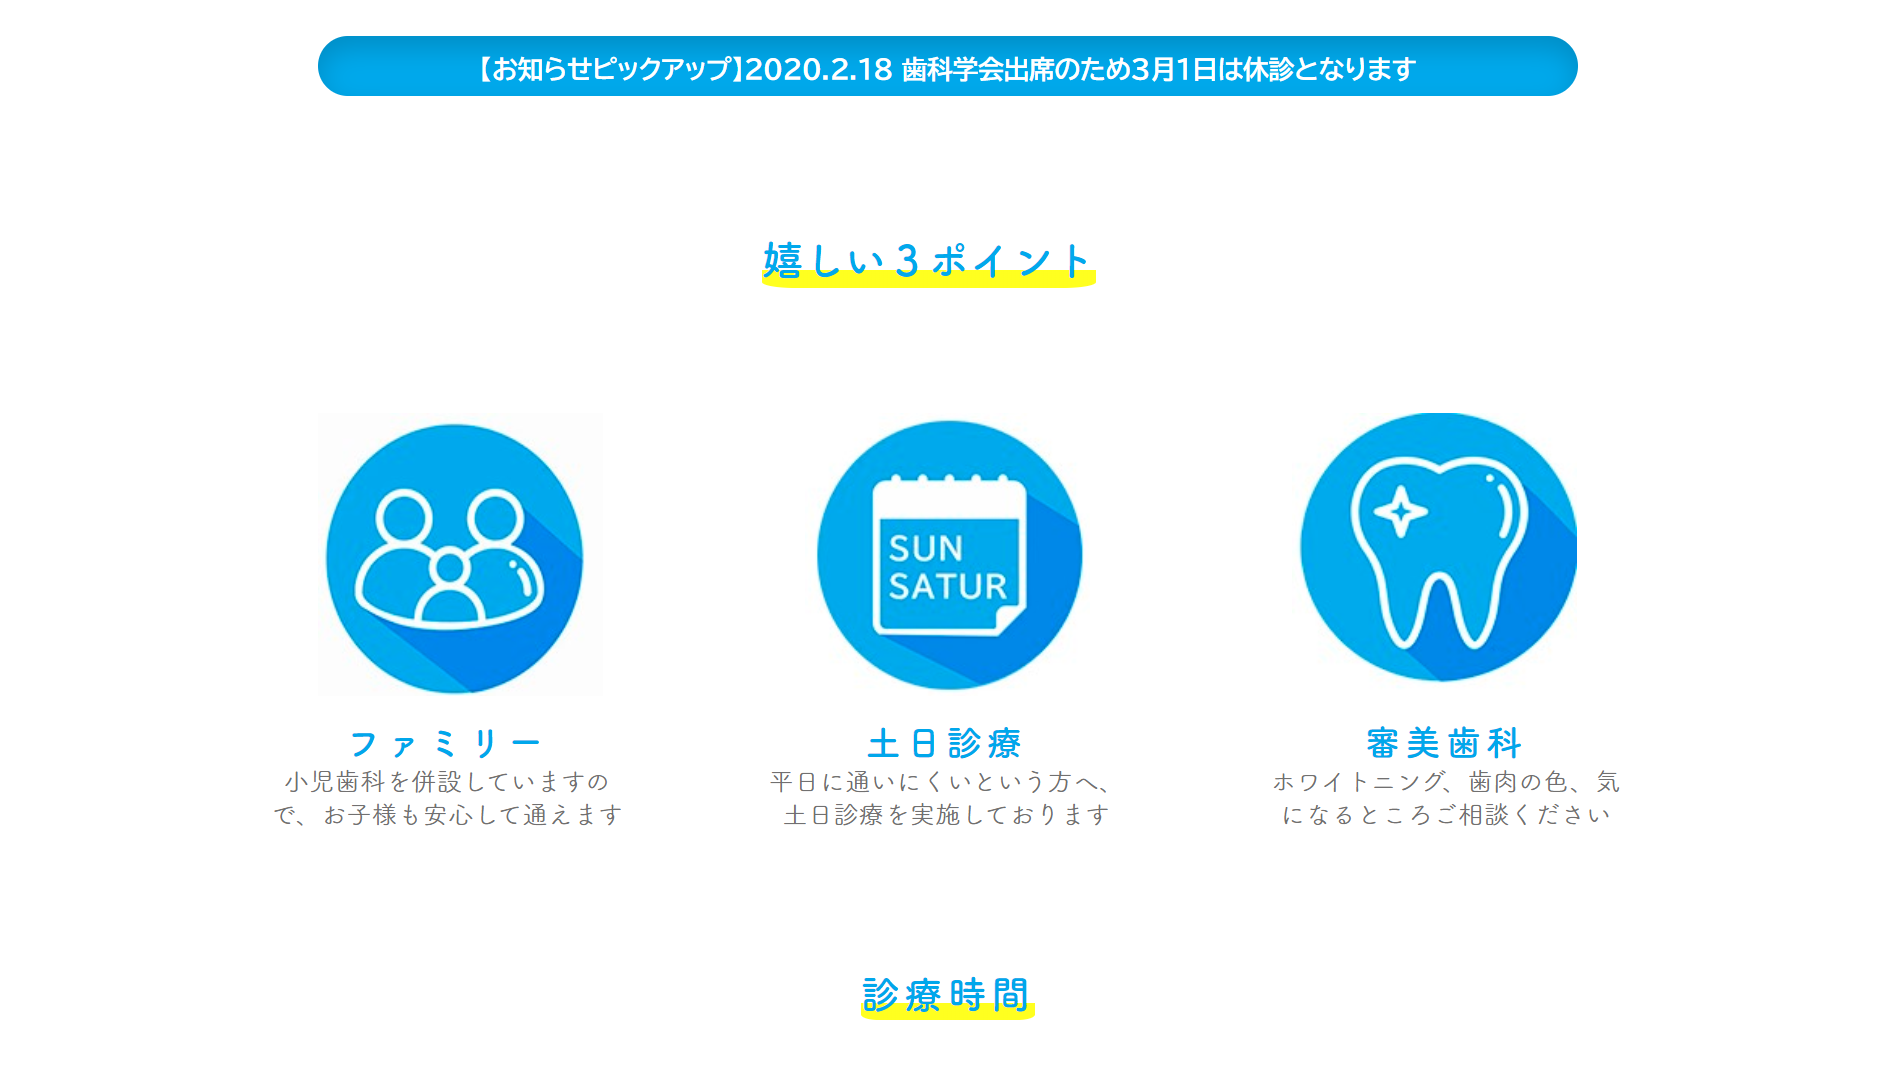 【お知らせピックアップ】2020.2.18 歯科学会出席のため3月1日は休診となります
嬉しい３ポイント
SUN
SATUR
ファミリー
小児歯科を併設していますの
で、お子様も安心して通えます
土日診療
平日に通いにくいという方へ、
土日診療を実施しております
審美歯科
ホワイトニング、歯肉の色、気
になるところご相談ください
診療時間